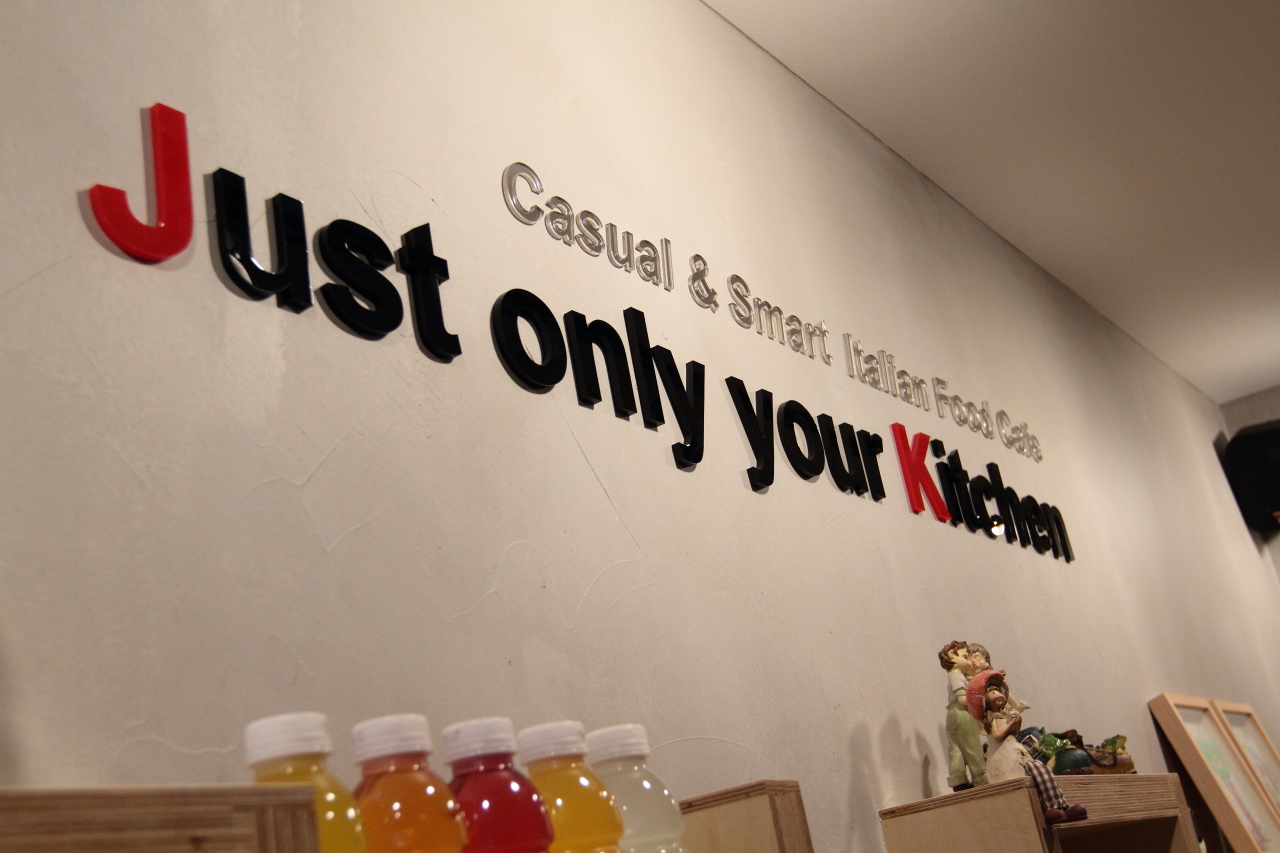 Casual & Smart Italian Food Cafe
Just only your Kitchen